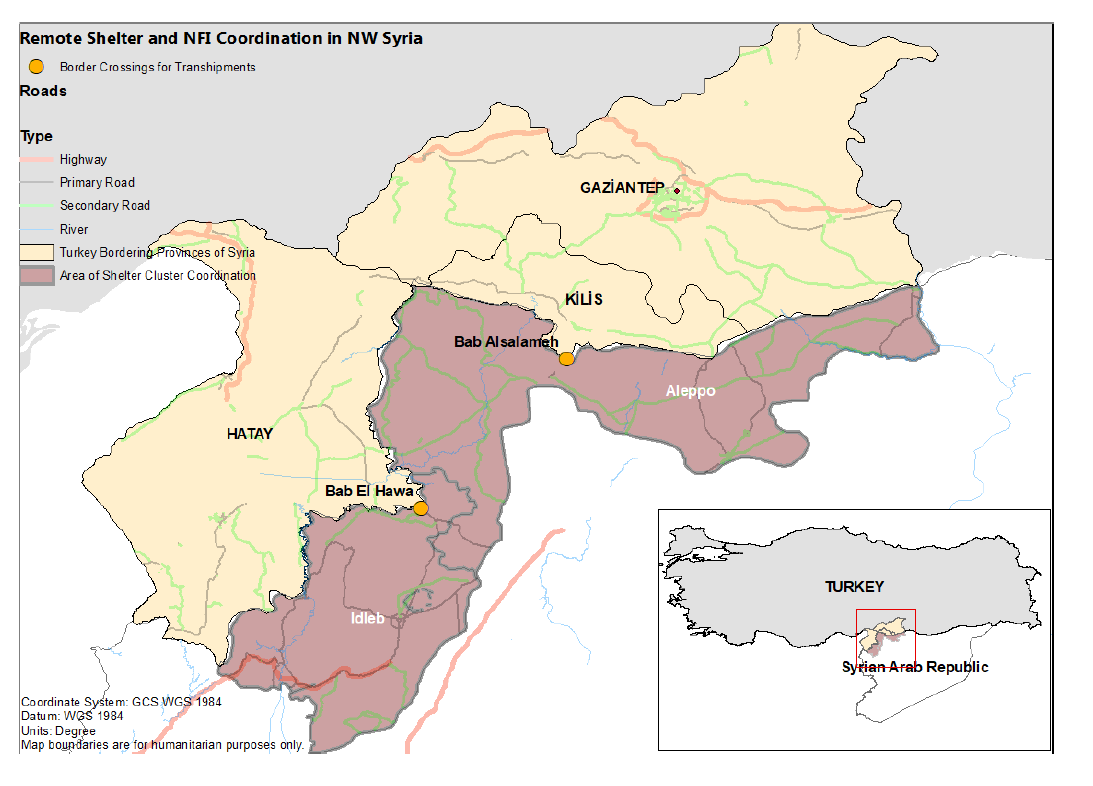 Remote Shelter and NFI Coordination in NW Syria
Border Crossings for Transhipments
Roads
Type
Highway
Primary Road
Secondary Road
River
Turkey Bordering Provinces of Syria
Area of Shelter Cluster Coordination
GAZİANTEP
KİLİS
Bab Alsalameh
Aleppo
HATAY
Bab El Hawa
Idleb
TURKEY
Syrian Arab Republic
Coordinate System: GCS WGS 1984
Datum: WGS 1984
Units: Degree
Map boundaries are for humanitarian purposes only.